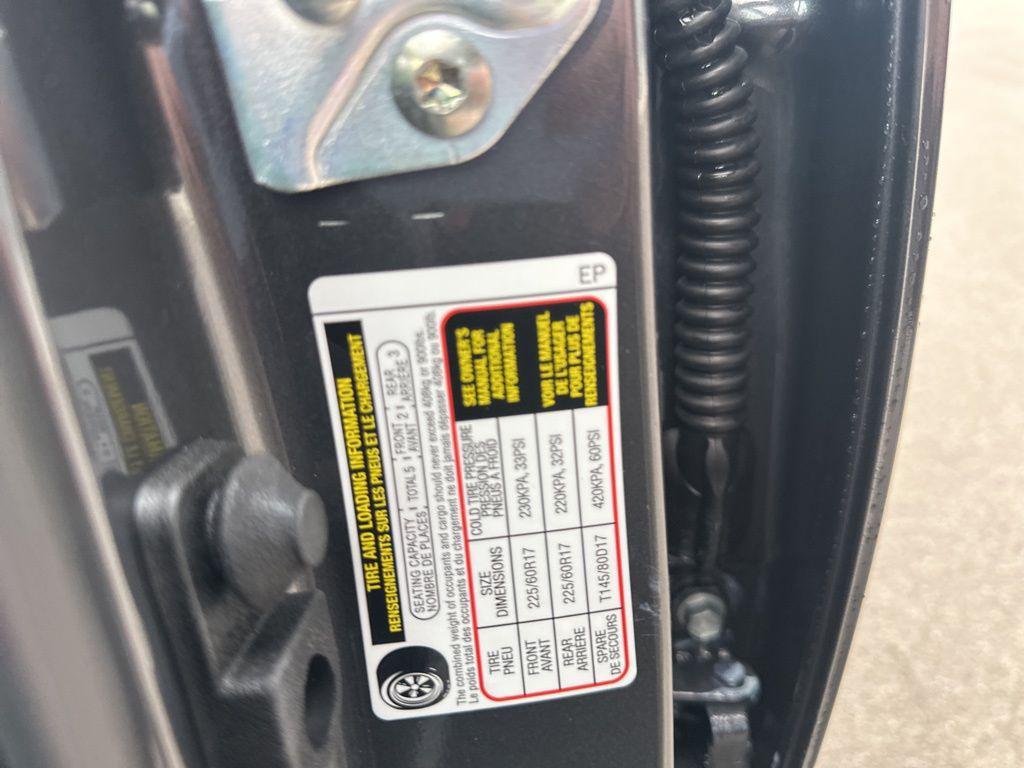 TIRE AND LOADING INFORMATION
RENSEIGNEMENTS SUR LES PNEUS ET LE CHARGEMENT
SEATING CAPACITY TOTAL 5 FRONT 2 REAR 3
NOMBRE DE PLACES AVANT ARRIÈRE
The combined weight of occupants and cargo should never exceed 408kg or 900lbs.
Le poids total des occupants et du chargement ne doit jamais dépasser 408kg ou 900lb.
TIRE SIZE COLD TIRE PRESSURE
PNEU DIMENSIONS PRESSION DES
PNEUS A FROID
FRONT 225/60R17 230KPA, 33PSI
AVANT
REAR 225/60R17 220KPA, 32PSI
ARRIÈRE
SPARE T145/80D17 420KPA, 60PSI
DE SECOURS
SEE OWNER'S
MANUAL FOR
ADDITIONAL
INFORMATION
VOIR LE MANUEL
DE L'USAGER
POUR PLUS DE
RENSEIGNEMENTS
EP